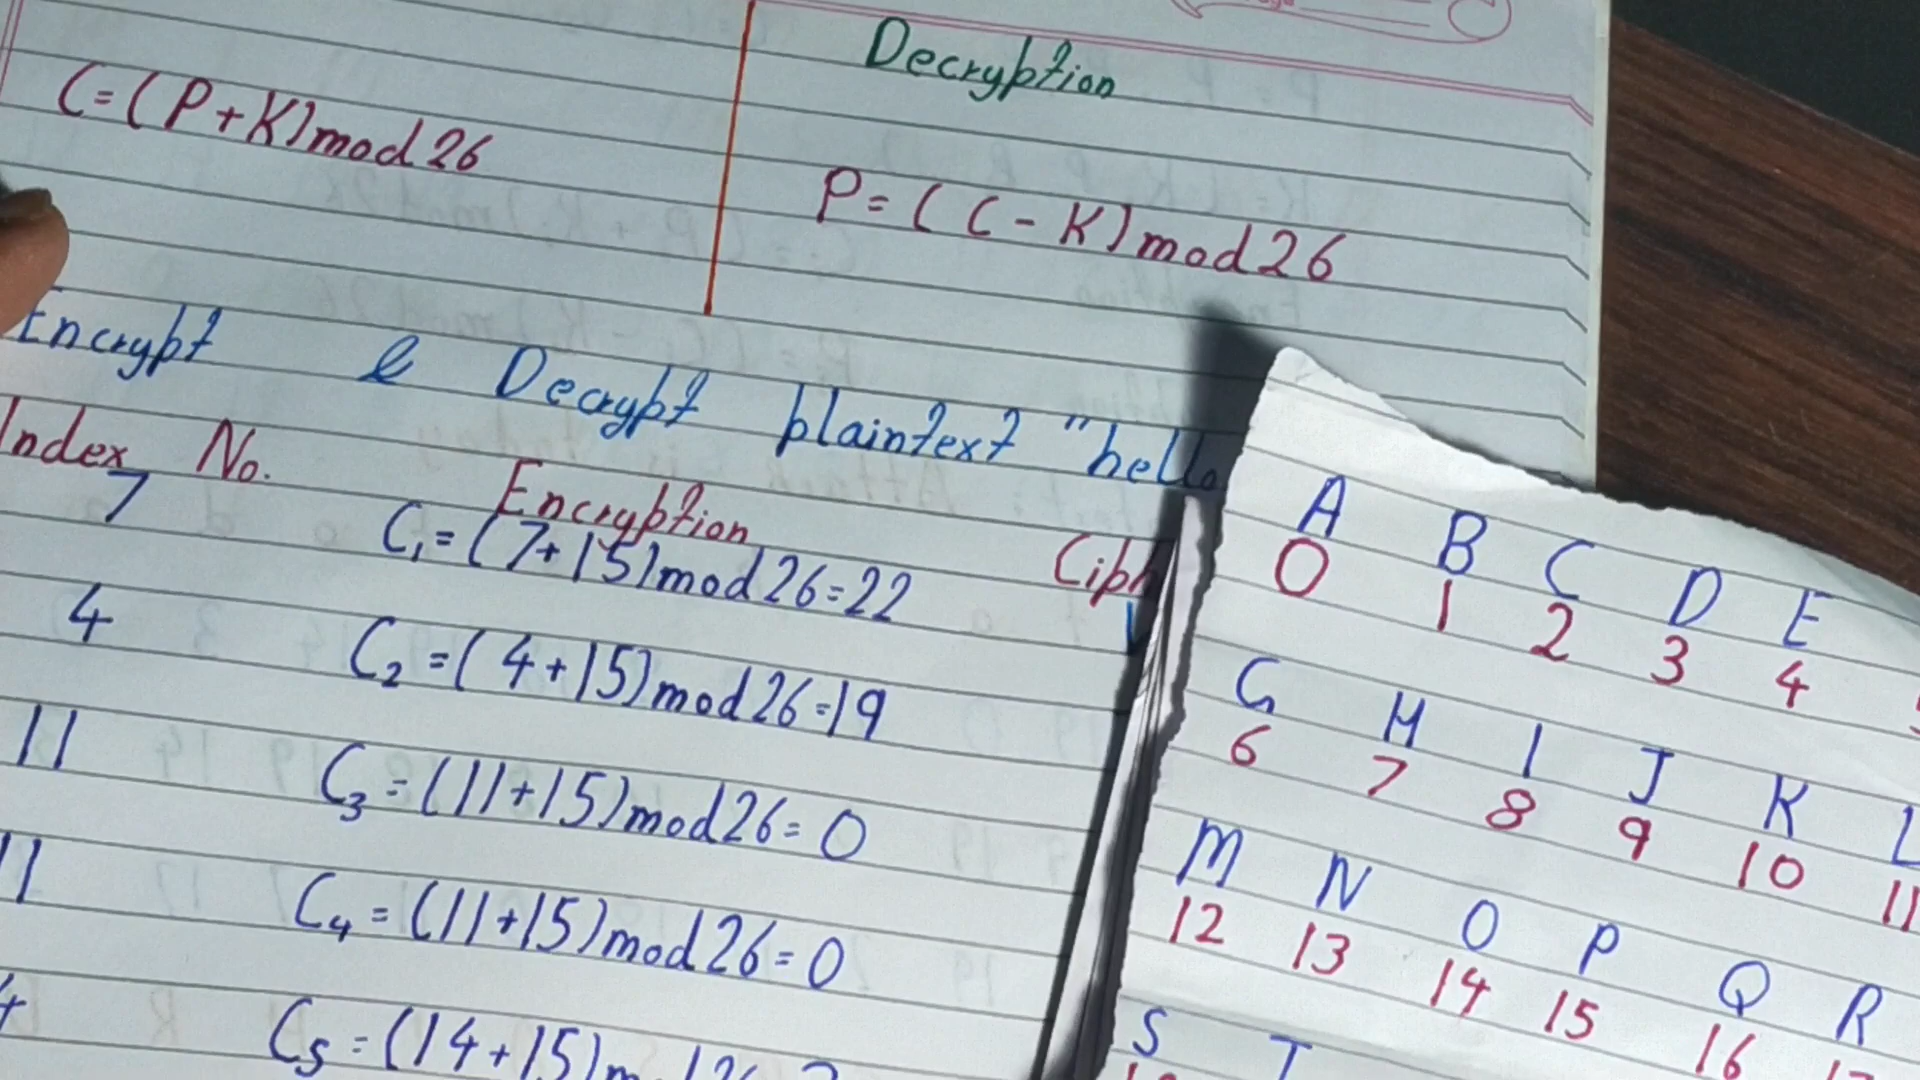 Decryption
C=(P+K)mod26
P=(C-K)mod26
Encrypt & Decrypt plaintext "hello
Index No. Encryption
7 C₁=(7+15)mod26=22
4 C₂=(4+15)mod26=19
11 C₃=(11+15)mod26=0
11 C₄=(11+15)mod26=0
C₅=(14+15)
A B C D E
0 1 2 3 4
G H I J K L
6 7 8 9 10 11
M N O P Q R
12 13 14 15 16
S T